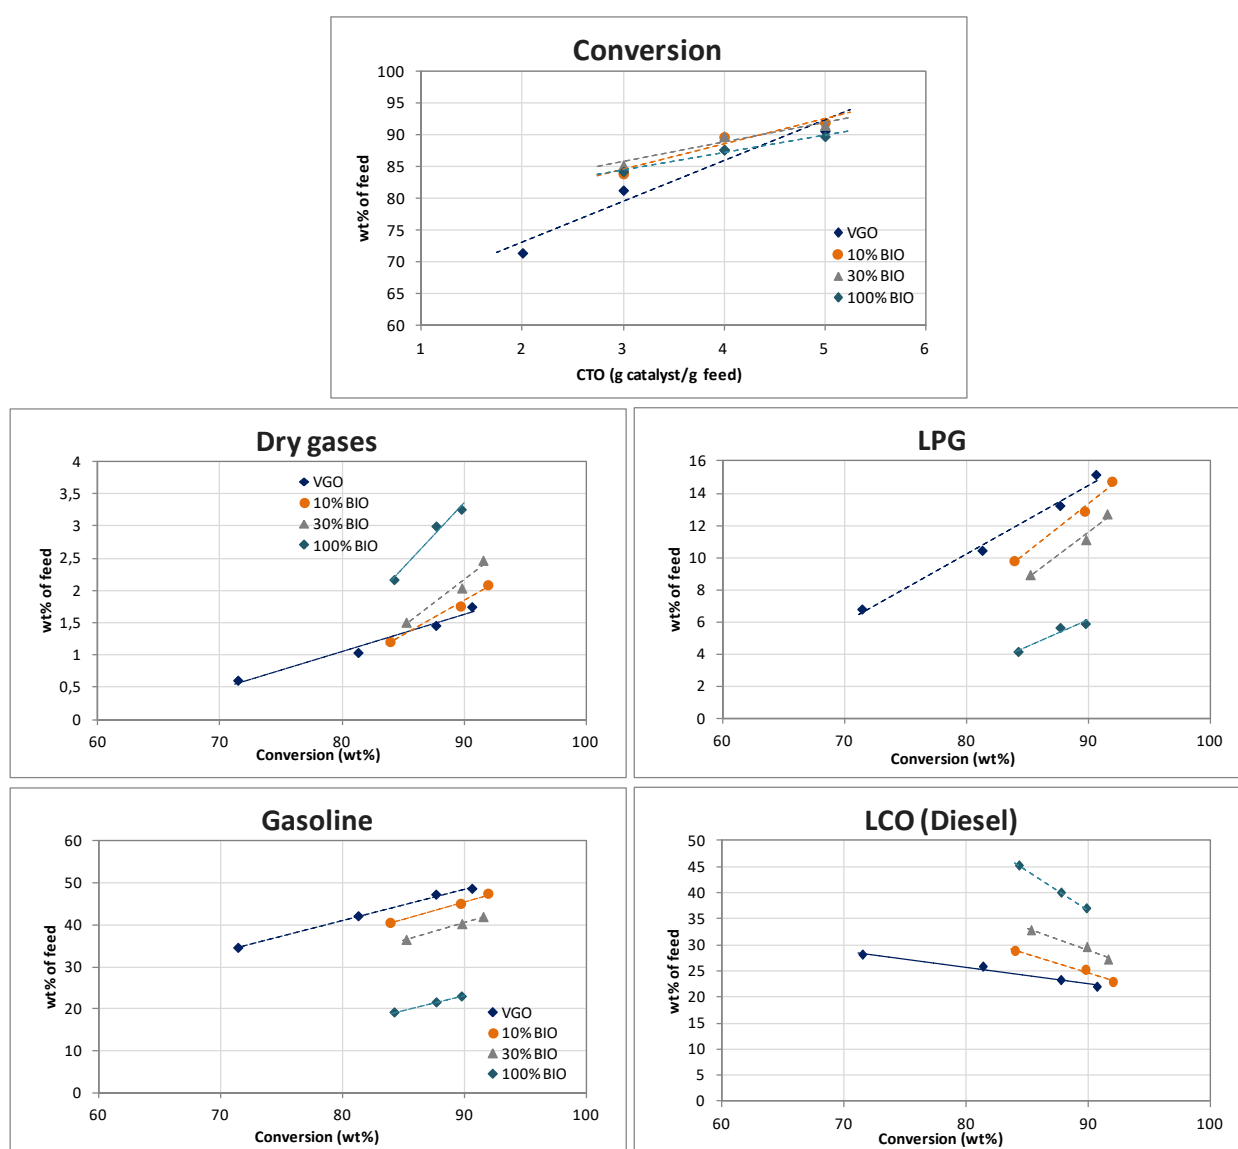 Conversion
wt% of feed
100
95
90
85
80
75
70
65
60
VGO
10% BIO
30% BIO
100% BIO
1 2 3 4 5 6
CTO (g catalyst/g feed)
Dry gases
wt% of feed
4
3,5
3
2,5
2
1,5
1
0,5
0
VGO
10% BIO
30% BIO
100% BIO
60 70 80 90 100
Conversion (wt%)
LPG
wt% of feed
16
14
12
10
8
6
4
2
0
60 70 80 90 100
Conversion (wt%)
Gasoline
wt% of feed
60
50
40
30
20
10
0
VGO
10% BIO
30% BIO
100% BIO
60 70 80 90 100
Conversion (wt%)
LCO (Diesel)
wt% of feed
50
45
40
35
30
25
20
15
10
5
0
60 70 80 90 100
Conversion (wt%)